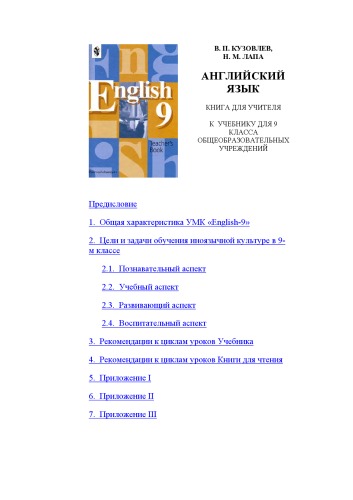 English
9
Teacher's
Book
В. П. КУЗОВЛЕВ,
Н. М. ЛАПА
АНГЛИЙСКИЙ
ЯЗЫК
КНИГА ДЛЯ УЧИТЕЛЯ
К УЧЕБНИКУ ДЛЯ 9
КЛАССА
ОБЩЕОБРАЗОВАТЕЛЬНЫХ
УЧРЕЖДЕНИЙ
Предисловие
1. Общая характеристика УМК «English-9»
2. Цели и задачи обучения иноязычной культуре в 9-
м классе
2.1. Познавательный аспект
2.2. Учебный аспект
2.3. Развивающий аспект
2.4. Воспитательный аспект
3. Рекомендации к циклам уроков Учебника
4. Рекомендации к циклам уроков Книги для чтения
5. Приложение I
6. Приложение II
7. Приложение III